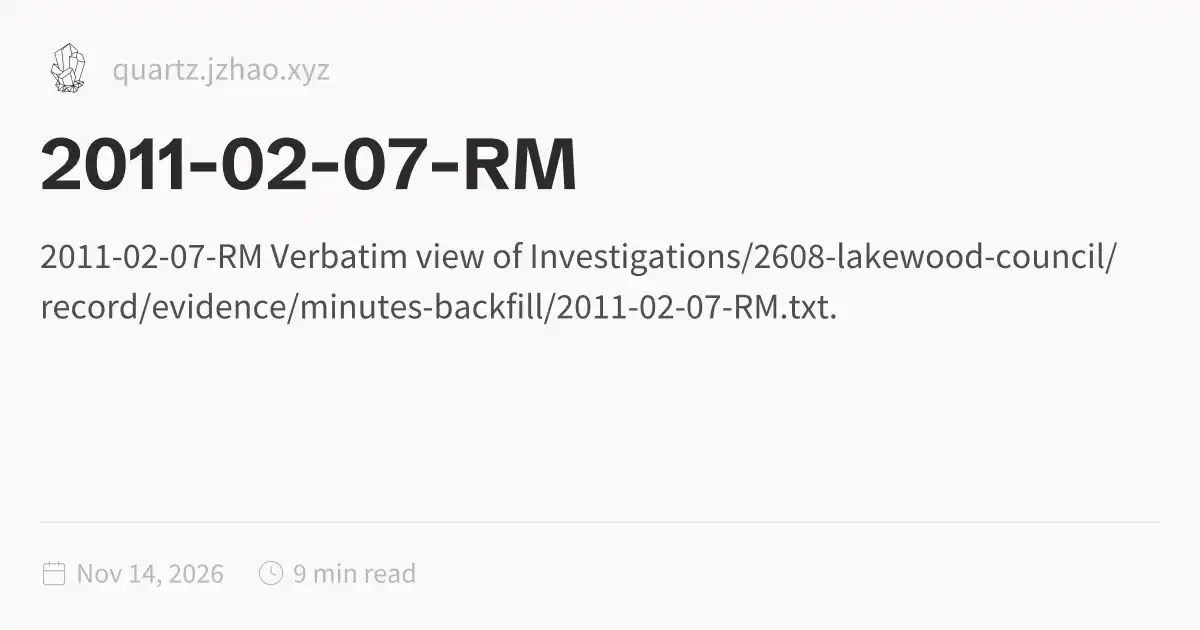 quartz.jzhao.xyz
2011-02-07-RM
2011-02-07-RM Verbatim view of Investigations/2608-lakewood-council/
record/evidence/minutes-backfill/2011-02-07-RM.txt.
Nov 14, 2026 9 min read